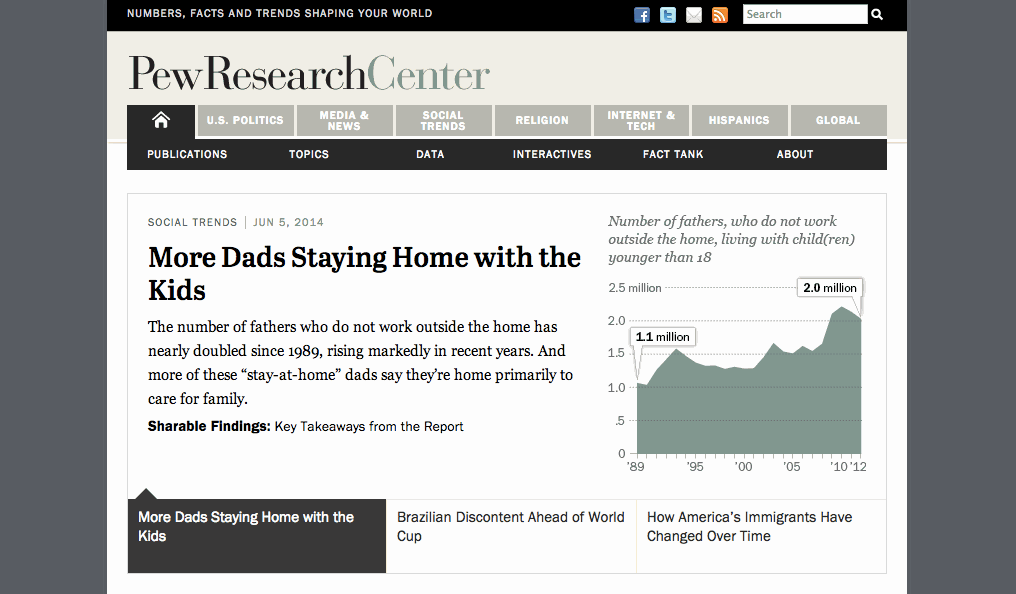 NUMBERS, FACTS AND TRENDS SHAPING YOUR WORLD
Search
PewResearchCenter
U.S. POLITICS
MEDIA &
NEWS
SOCIAL
TRENDS
RELIGION
INTERNET &
TECH
HISPANICS
GLOBAL
PUBLICATIONS
TOPICS
DATA
INTERACTIVES
FACT TANK
ABOUT
SOCIAL TRENDS | JUN 5, 2014
More Dads Staying Home with the
Kids
The number of fathers who do not work outside the home has
nearly doubled since 1989, rising markedly in recent years. And
more of these “stay-at-home” dads say they’re home primarily to
care for family.
Sharable Findings: Key Takeaways from the Report
Number of fathers, who do not work
outside the home, living with child(ren)
younger than 18
2.5 million
2.0 million
2.0
1.1 million
1.5
1.0
.5
0
’89 ’95 ’00 ’05 ’10 ’12
More Dads Staying Home with the
Kids
Brazilian Discontent Ahead of World
Cup
How America’s Immigrants Have
Changed Over Time